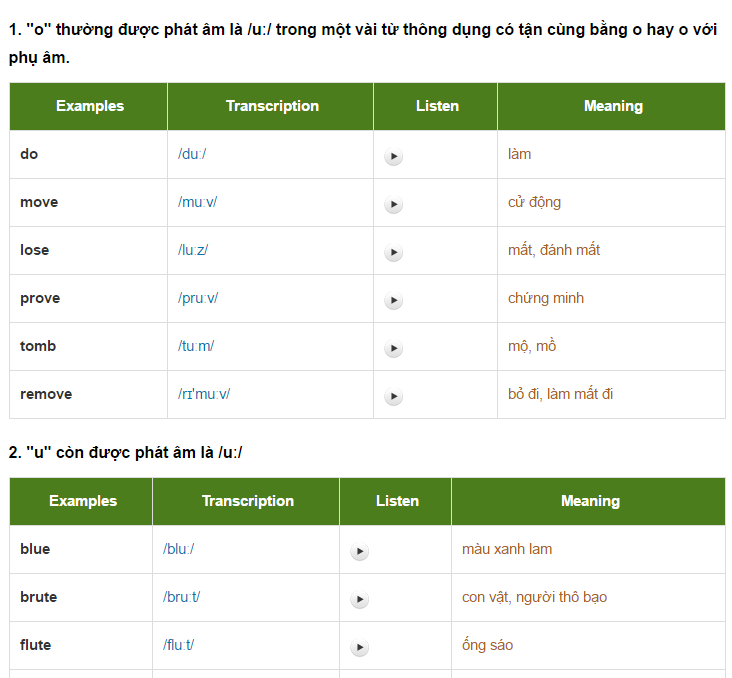 1. "o" thường được phát âm là /uː/ trong một vài từ thông dụng có tận cùng bằng o hay o với
phụ âm.
Examples Transcription Listen Meaning
do /duː/ làm
move /muːv/ cử động
lose /luːz/ mất, đánh mất
prove /pruːv/ chứng minh
tomb /tuːm/ mộ, mồ
remove /rɪ'muːv/ bỏ đi, làm mất đi
2. "u" còn được phát âm là /uː/
Examples Transcription Listen Meaning
blue /bluː/ màu xanh lam
brute /bruːt/ con vật, người thô bạo
flute /fluːt/ ống sáo